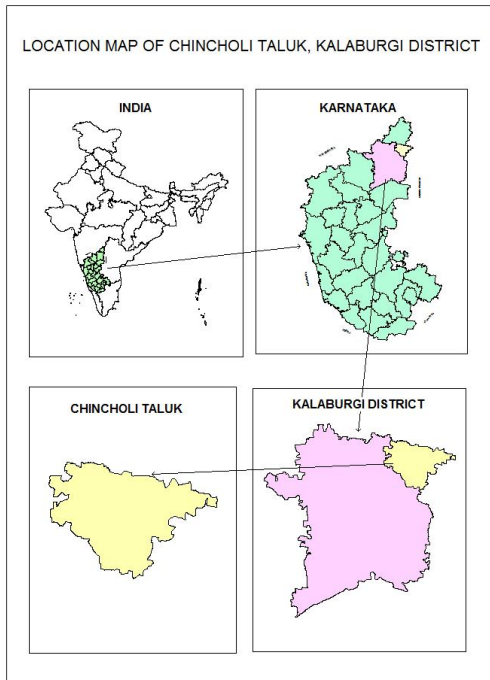 LOCATION MAP OF CHINCHOLI TALUK, KALABURGI DISTRICT
INDIA
KARNATAKA
CHINCHOLI TALUK
KALABURGI DISTRICT